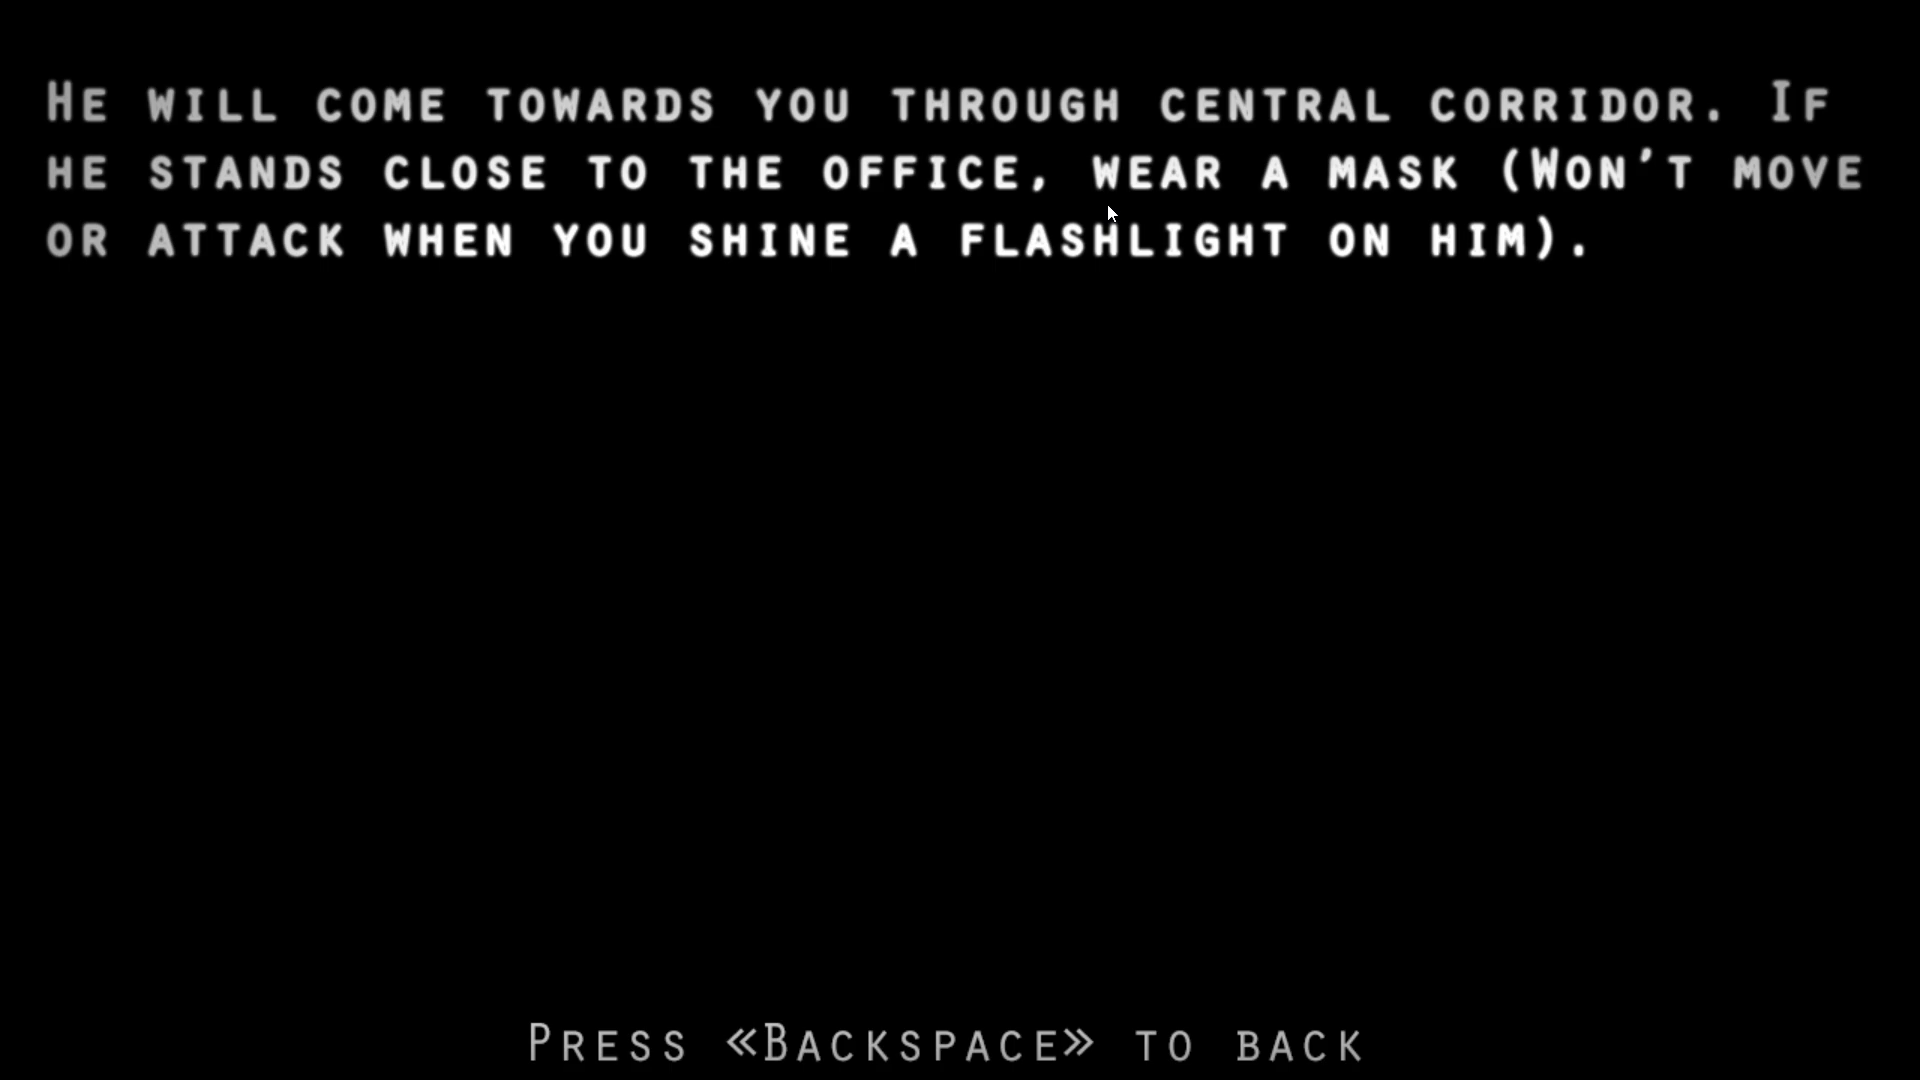 He will come towards you through central corridor. If
he stands close to the office, wear a mask (Won't move
or attack when you shine a flashlight on him).
Press «Backspace» to back